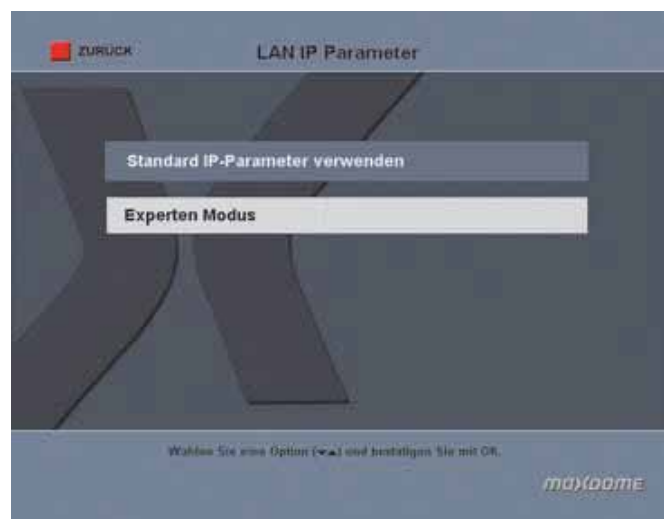 ZURÜCK
LAN IP Parameter
Standard IP-Parameter verwenden
Experten Modus
Wählen Sie eine Option (▼▲) und bestätigen Sie mit OK.
maxdome